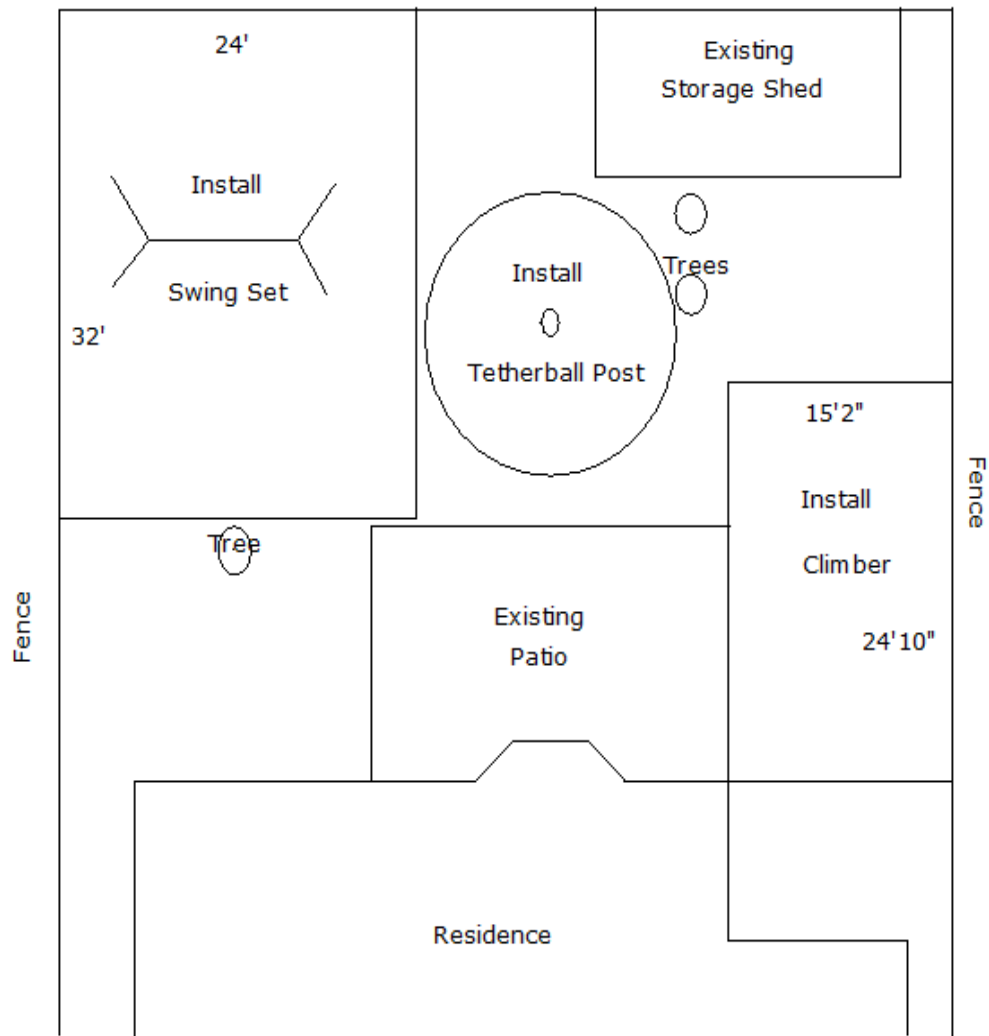 24'
Existing
Storage Shed
Install
Swing Set
32'
Install
Tetherball Post
Trees
15'2"
Install
Climber
24'10"
Fence
Tree
Fence
Existing
Patio
Residence